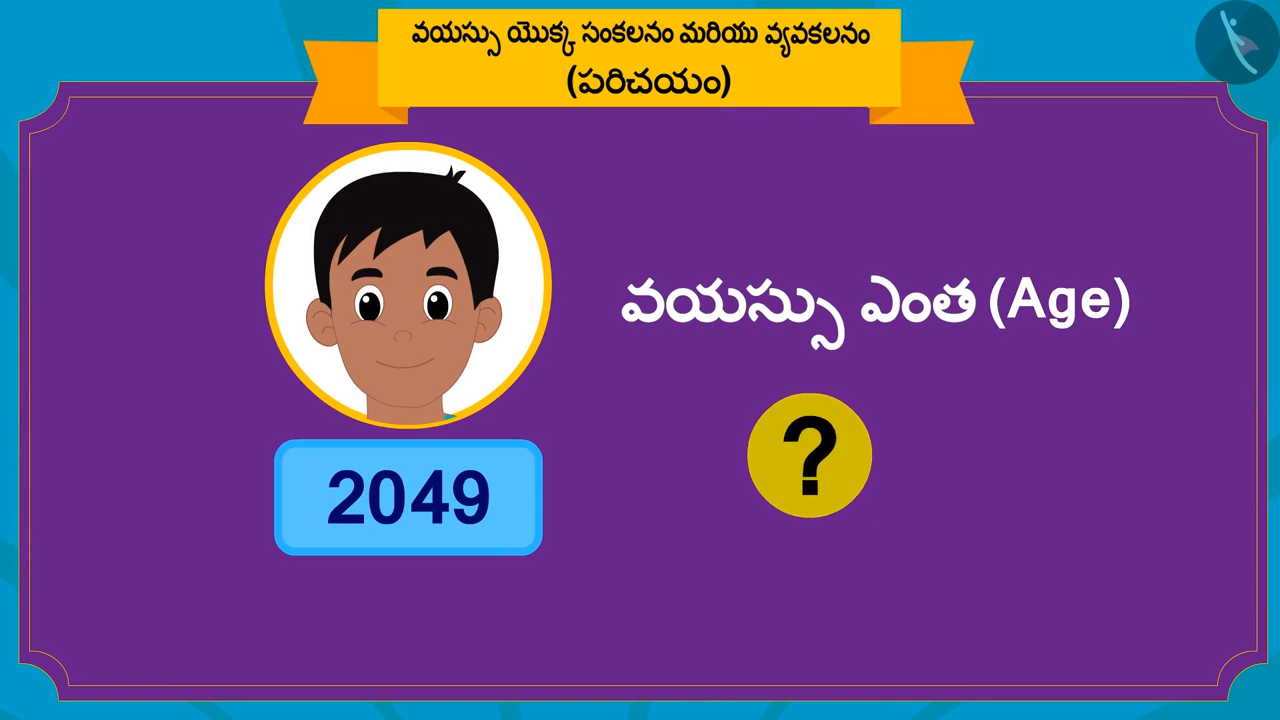 వయస్సు యొక్క సంకలనం మరియు వ్యవకలనం
(పరిచయం)
వయస్సు ఎంత (Age)
?
2049